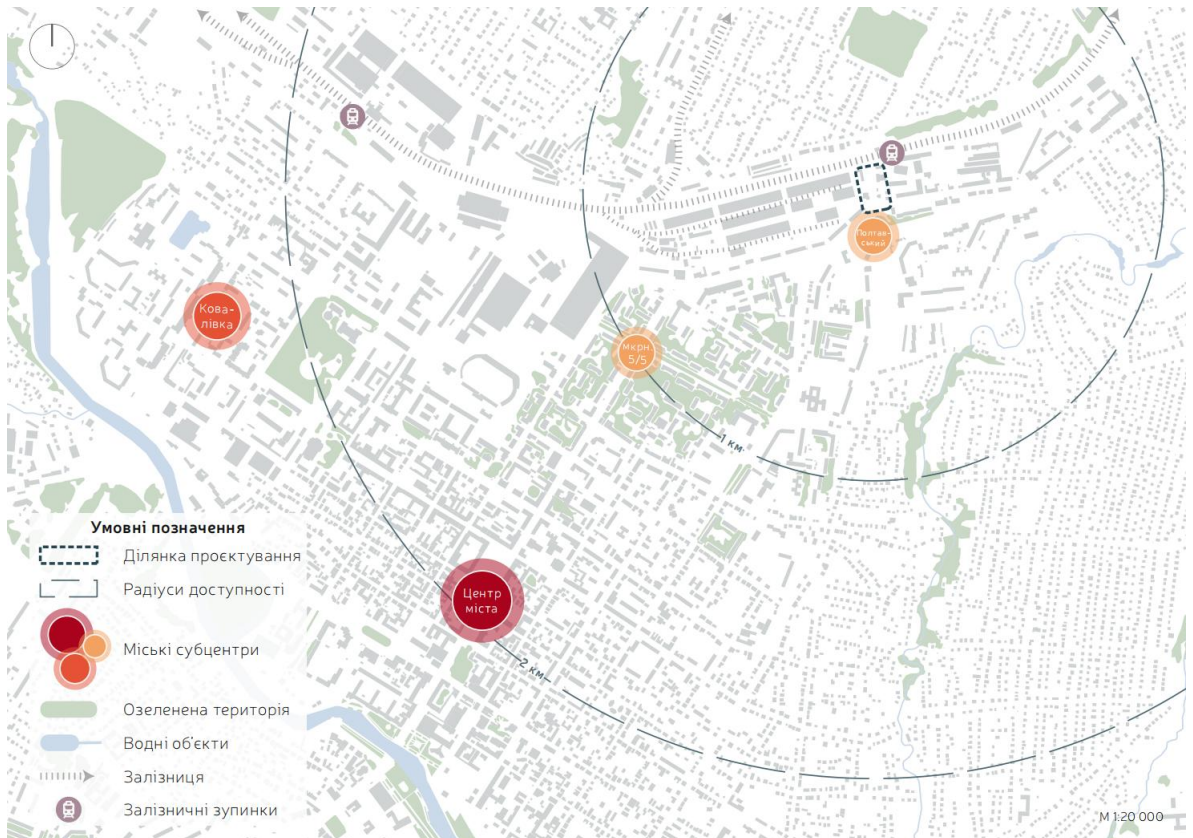 Полтав-
ський
Кова-
лівка
Мкрн.
5/5
1 км
Центр
міста
2 км
Умовні позначення
Ділянка проєктування
Радіуси доступності
Міські субцентри
Озеленена територія
Водні об'єкти
Залізниця
Залізничні зупинки
М 1:20 000